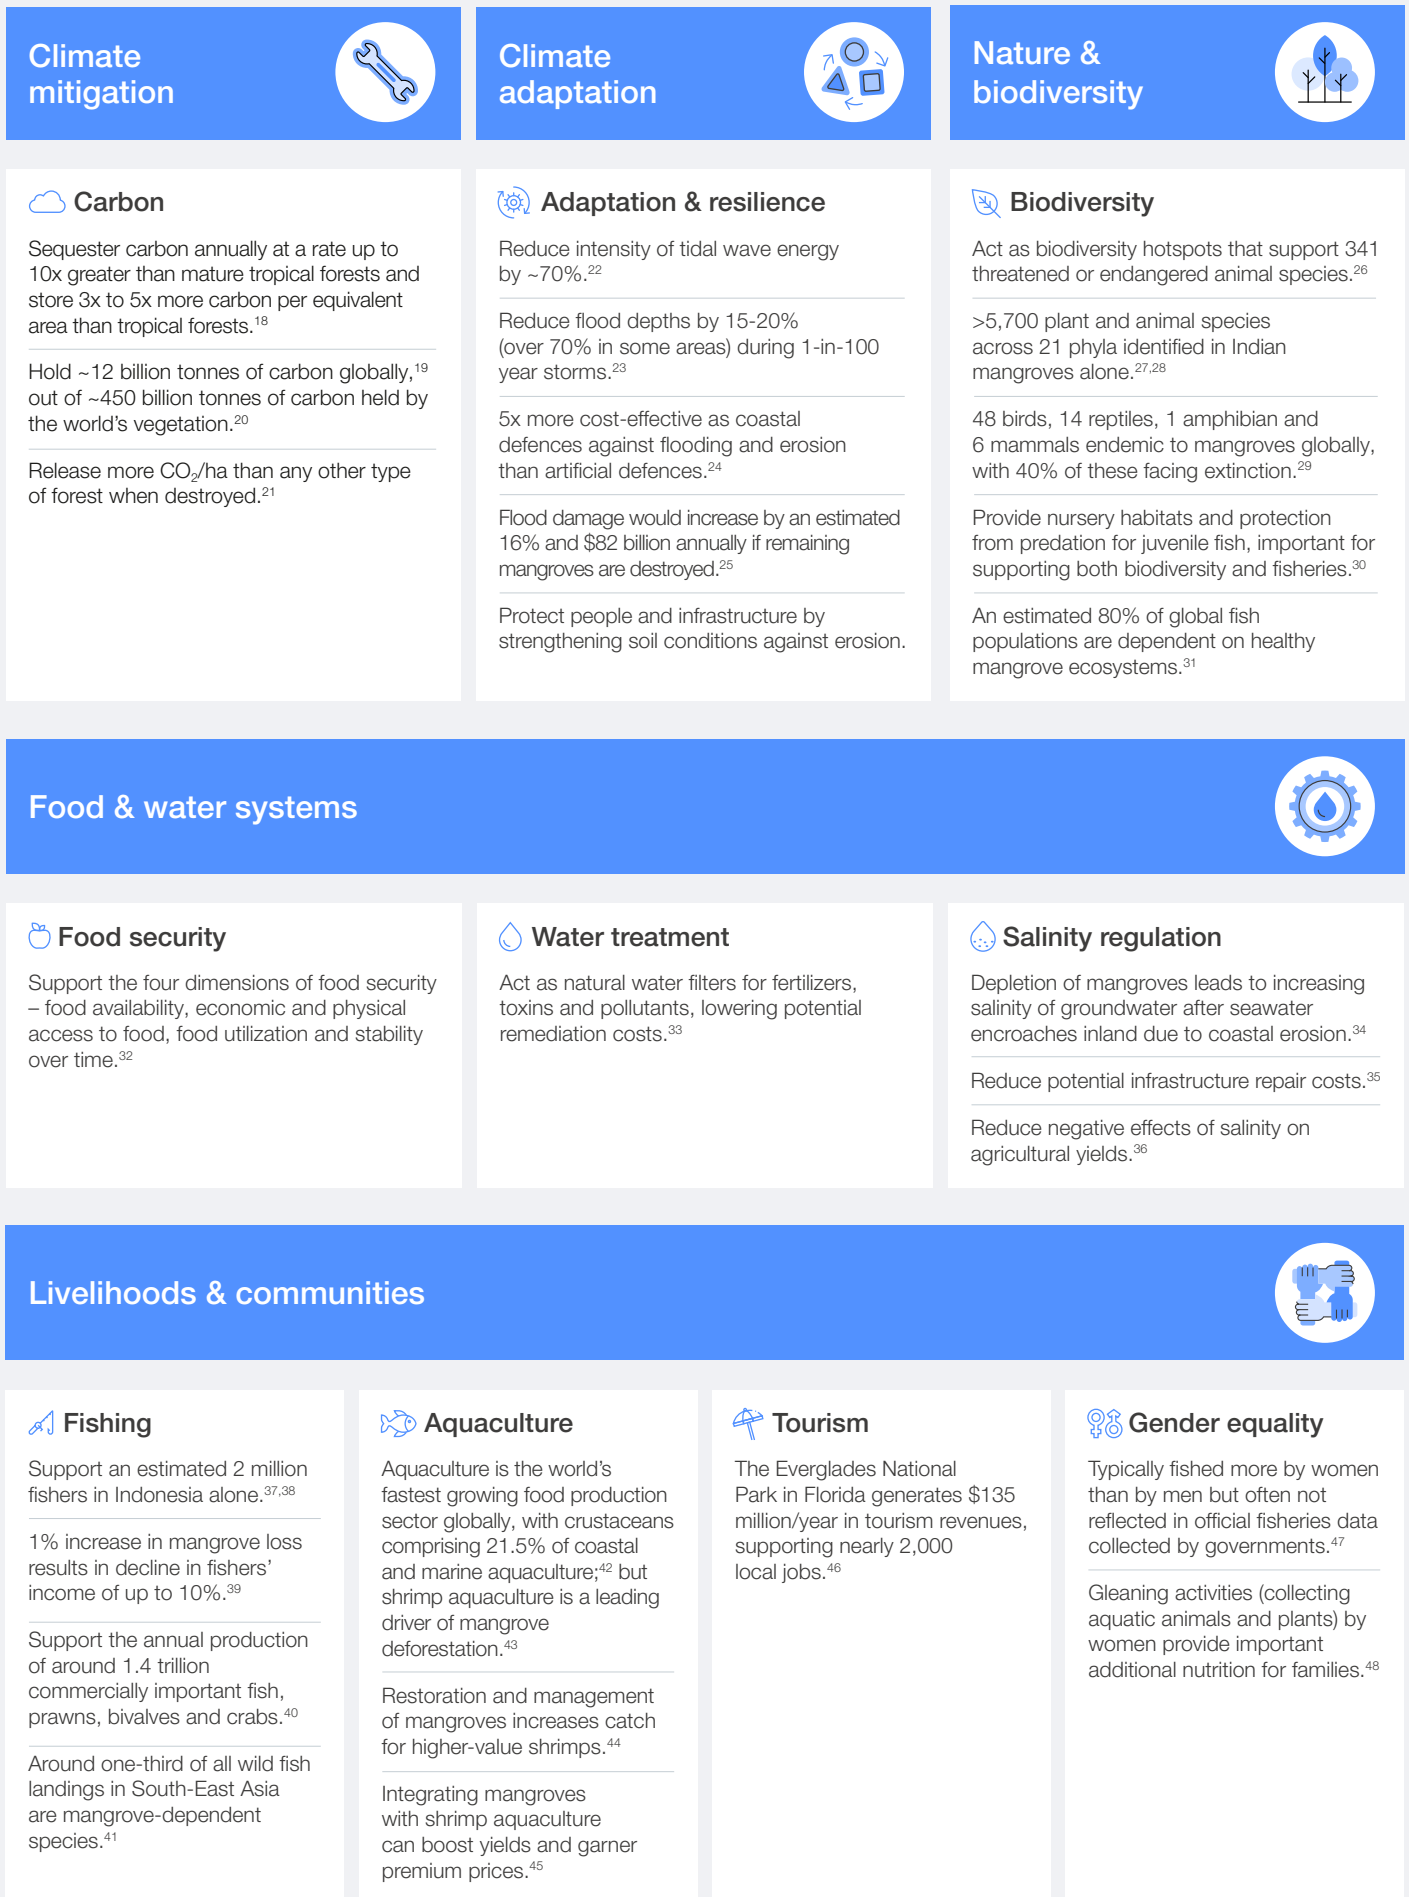 Climate
mitigation
Climate
adaptation
Nature &
biodiversity
Carbon
Sequester carbon annually at a rate up to
10x greater than mature tropical forests and
store 3x to 5x more carbon per equivalent
area than tropical forests.18
Hold ~12 billion tonnes of carbon globally,19
out of ~450 billion tonnes of carbon held by
the world's vegetation.20
Release more CO2/ha than any other type
of forest when destroyed.21
Adaptation & resilience
Reduce intensity of tidal wave energy
by ~70%.22
Reduce flood depths by 15-20%
(over 70% in some areas) during 1-in-100
year storms.23
5x more cost-effective as coastal
defences against flooding and erosion
than artificial defences.24
Flood damage would increase by an estimated
16% and $82 billion annually if remaining
mangroves are destroyed.25
Protect people and infrastructure by
strengthening soil conditions against erosion.
Biodiversity
Act as biodiversity hotspots that support 341
threatened or endangered animal species.26
>5,700 plant and animal species
across 21 phyla identified in Indian
mangroves alone.27,28
48 birds, 14 reptiles, 1 amphibian and
6 mammals endemic to mangroves globally,
with 40% of these facing extinction.29
Provide nursery habitats and protection
from predation for juvenile fish, important for
supporting both biodiversity and fisheries.30
An estimated 80% of global fish
populations are dependent on healthy
mangrove ecosystems.31
Food & water systems
Food security
Support the four dimensions of food security
– food availability, economic and physical
access to food, food utilization and stability
over time.32
Water treatment
Act as natural water filters for fertilizers,
toxins and pollutants, lowering potential
remediation costs.33
Salinity regulation
Depletion of mangroves leads to increasing
salinity of groundwater after seawater
encroaches inland due to coastal erosion.34
Reduce potential infrastructure repair costs.35
Reduce negative effects of salinity on
agricultural yields.36
Livelihoods & communities
Fishing
Support an estimated 2 million
fishers in Indonesia alone.37,38
1% increase in mangrove loss
results in decline in fishers'
income of up to 10%.39
Support the annual production
of around 1.4 trillion
commercially important fish,
prawns, bivalves and crabs.40
Around one-third of all wild fish
landings in South-East Asia
are mangrove-dependent
species.41
Aquaculture
Aquaculture is the world's
fastest growing food production
sector globally, with crustaceans
comprising 21.5% of coastal
and marine aquaculture;42 but
shrimp aquaculture is a leading
driver of mangrove
deforestation.43
Restoration and management
of mangroves increases catch
for higher-value shrimps.44
Integrating mangroves
with shrimp aquaculture
can boost yields and garner
premium prices.45
Tourism
The Everglades National
Park in Florida generates $135
million/year in tourism revenues,
supporting nearly 2,000
local jobs.46
Gender equality
Typically fished more by women
than by men but often not
reflected in official fisheries data
collected by governments.47
Gleaning activities (collecting
aquatic animals and plants) by
women provide important
additional nutrition for families.48